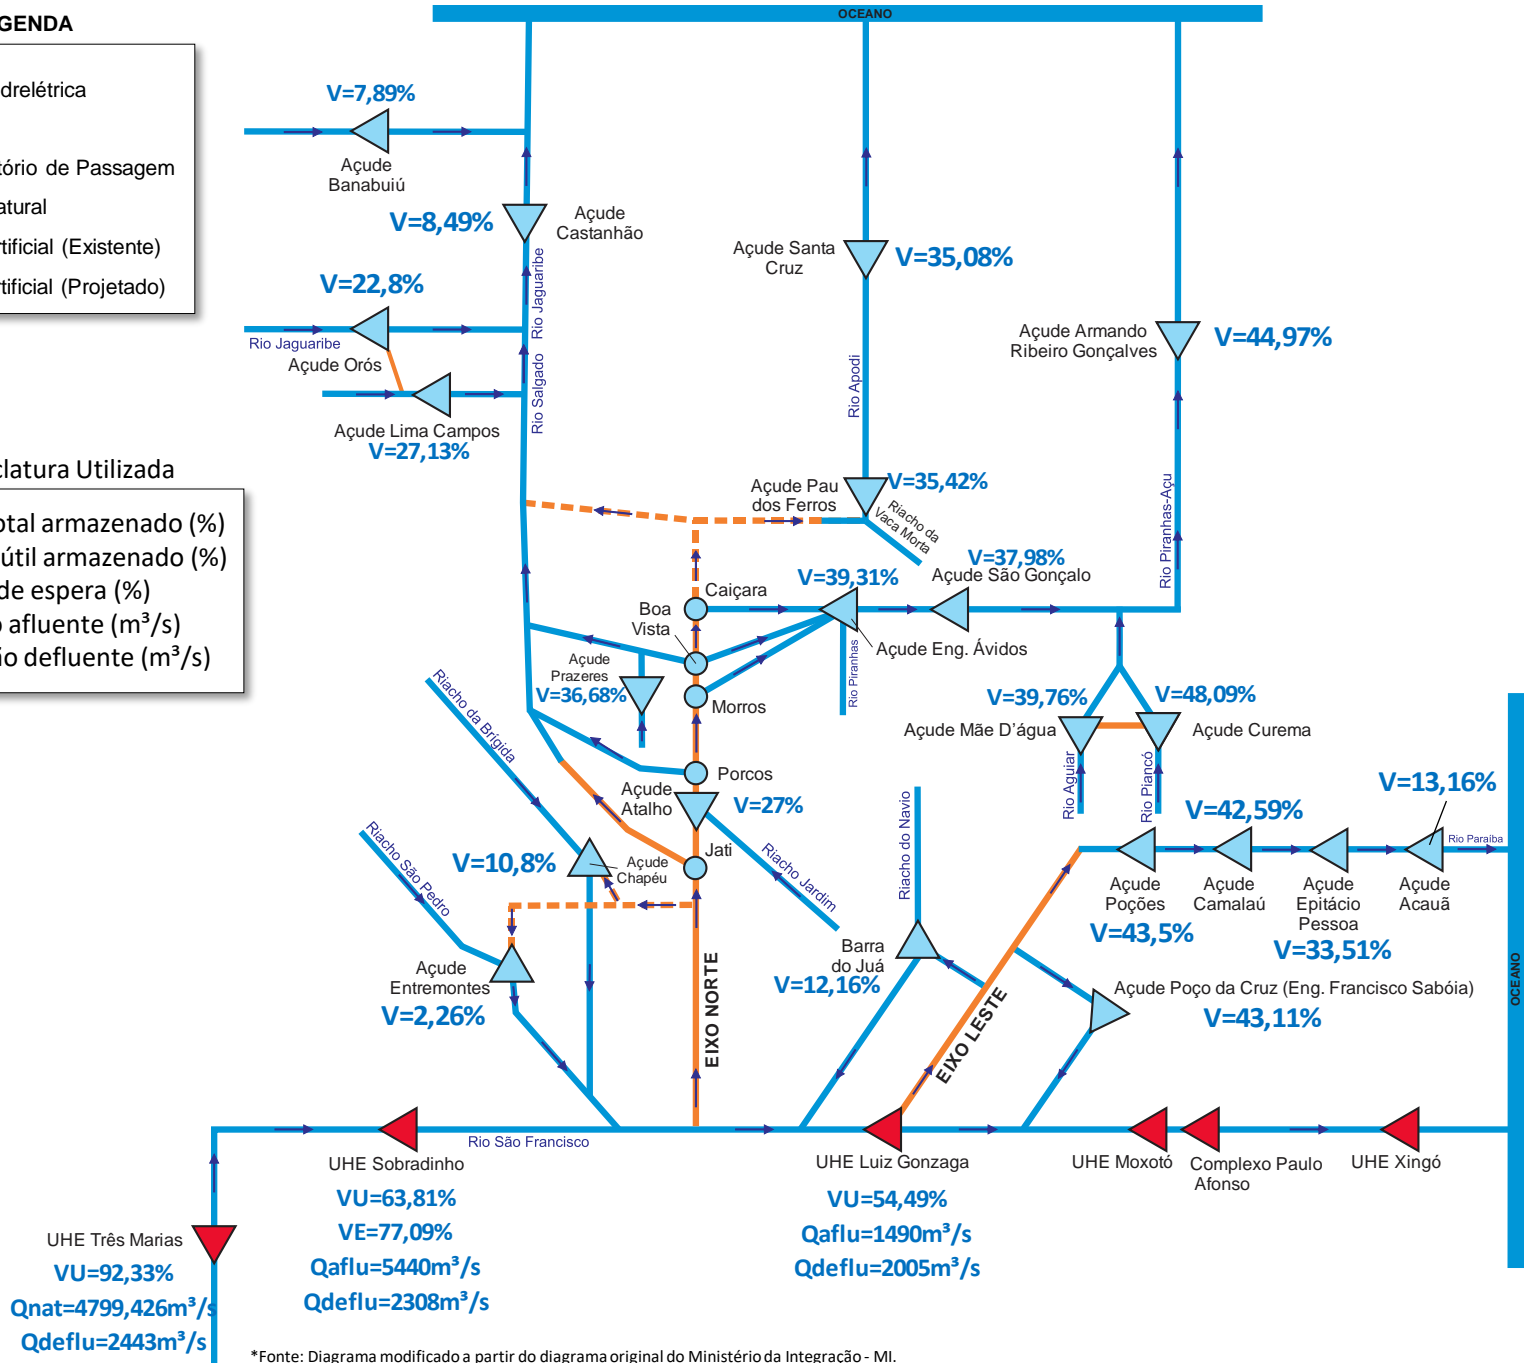 OCEANO
GENDA
drelétrica
tório de Passagem
atural
rtificial (Existente)
rtificial (Projetado)
V=7,89%
Açude
Banabuiú
V=8,49%
Açude
Castanhão
V=22,8%
Rio Jaguaribe
Açude Orós
Rio Jaguaribe
Rio Salgado
Açude Lima Campos
V=27,13%
Açude Santa
Cruz
V=35,08%
Rio Apodi
Açude Armando
Ribeiro Gonçalves
V=44,97%
Rio Piranhas-Açu
clatura Utilizada
otal armazenado (%)
útil armazenado (%)
de espera (%)
o afluente (m³/s)
ão defluente (m³/s)
Açude Pau
dos Ferros
V=35,42%
Riacho da
Vaca Morta
V=37,98%
Açude São Gonçalo
V=39,31%
Caiçara
Boa
Vista
Açude Eng. Ávidos
Rio Piranhas
Açude
Prazeres
V=36,68%
Morros
Riacho da Brígida
V=39,76%
V=48,09%
Açude Mãe D'água
Açude Curema
Rio Aguiar
Rio Piancó
Porcos
Açude
Atalho
V=27%
Jati
Riacho Jardim
Riacho do Navio
V=13,16%
V=42,59%
Rio Paraiba
Açude
Poções
Açude
Camalaú
Açude
Epitácio
Pessoa
Açude
Acauã
V=43,5%
V=33,51%
Riacho São Pedro
V=10,8%
Açude
Chapéu
Açude
Entremontes
V=2,26%
EIXO NORTE
Barra
do Juá
V=12,16%
EIXO LESTE
Açude Poço da Cruz (Eng. Francisco Sabóia)
V=43,11%
OCEANO
Rio São Francisco
UHE Sobradinho
VU=63,81%
VE=77,09%
Qaflu=5440m³/s
Qdeflu=2308m³/s
UHE Luiz Gonzaga
VU=54,49%
Qaflu=1490m³/s
Qdeflu=2005m³/s
UHE Moxotó
Complexo Paulo
Afonso
UHE Xingó
UHE Três Marias
VU=92,33%
Qnat=4799,426m³/s
Qdeflu=2443m³/s
*Fonte: Diagrama modificado a partir do diagrama original do Ministério da Integração - MI.